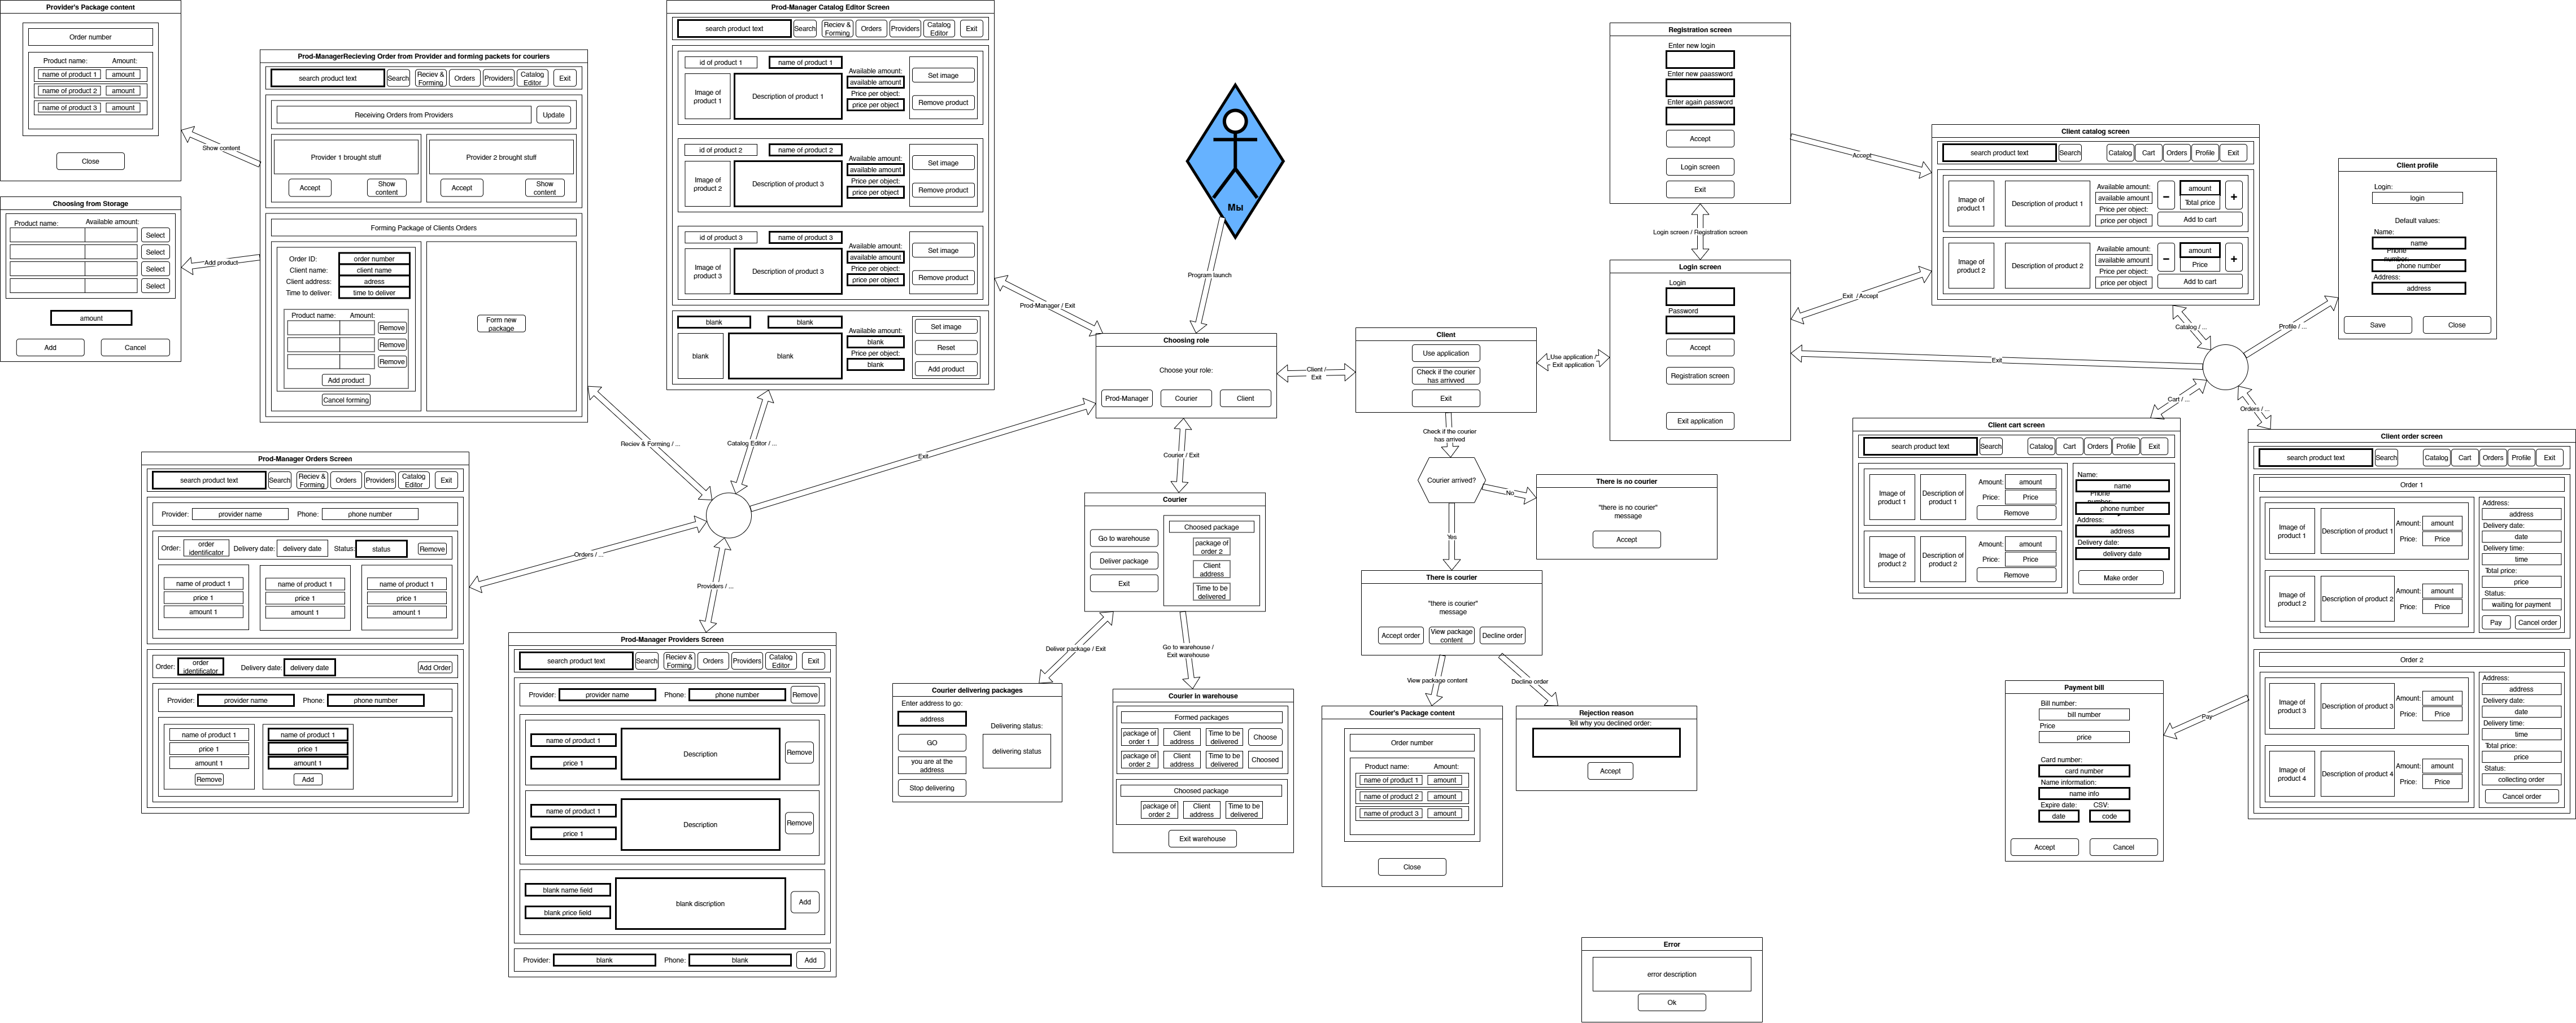 Provider's Package content
Order number
Product name: Amount:
name of product 1 amount
name of product 2 amount
name of product 3 amount
Close
Show content
Choosing from Storage
Product name: Available amount:
Select
Select
Select
Select
amount
Add Cancel
Add product
Prod-ManagerRecieving Order from Provider and forming packets for couriers
search product text Search Reciev & Forming Orders Providers Catalog Editor Exit
Receiving Orders from Providers Update
Provider 1 brought stuff Provider 2 brought stuff
Accept Show content Accept Show content
Forming Package of Clients Orders
Order ID: order number
Client name: client name
Client address: adress
Time to deliver: time to deliver
Product name: Amount:
Remove
Remove
Remove
Add product
Cancel forming
Form new package
Prod-Manager Catalog Editor Screen
search product text Search Reciev & Forming Orders Providers Catalog Editor Exit
id of product 1 name of product 1
Image of product 1 Description of product 1
Available amount:
available amount
Price per object:
price per object
Set image
Remove product
id of product 2 name of product 2
Image of product 2 Description of product 3
Available amount:
available amount
Price per object:
price per object
Set image
Remove product
id of product 3 name of product 3
Image of product 3 Description of product 3
Available amount:
available amount
Price per object:
price per object
Set image
Remove product
blank blank
blank blank
Available amount:
blank
Price per object:
blank
Set image
Reset
Add product
Мы
Program launch
Prod-Manager / Exit
Choosing role
Choose your role:
Prod-Manager Courier Client
Client / Exit
Client
Use application
Check if the courier has arrivved
Exit
Use application / Exit application
Registration screen
Enter new login
Enter new paassword
Enter again password
Accept
Login screen
Exit
Accept
Login screen / Registration screen
Login screen
Login
Password
Accept
Registration screen
Exit application
Exit / Accept
Exit
Client catalog screen
search product text Search Catalog Cart Orders Profile Exit
Image of product 1 Description of product 1
Available amount:
available amount
Price per object:
price per object
− amount +
Total price
Add to cart
Image of product 2 Description of product 2
Available amount:
available amount
Price per object:
price per object
− amount +
Price
Add to cart
Catalog / ...
Profile / ...
Cart / ...
Orders / ...
Client profile
Login:
login
Default values:
Name:
name
Phone number:
phone number
Address:
address
Save Close
Client cart screen
search product text Search Catalog Cart Orders Profile Exit
Image of product 1 Description of product 1
Amount: amount
Price: Price
Remove
Image of product 2 Description of product 2
Amount: amount
Price: Price
Remove
Name:
name
Phone number:
phone number
Address:
address
Delivery date:
delivery date
Make order
Client order screen
search product text Search Catalog Cart Orders Profile Exit
Order 1
Image of product 1 Description of product 1
Amount: amount
Price: Price
Image of product 2 Description of product 2
Amount: amount
Price: Price
Address:
address
Delivery date:
date
Delivery time:
time
Total price:
price
Status:
waiting for payment
Pay Cancel order
Order 2
Image of product 3 Description of product 3
Amount: amount
Price: Price
Image of product 4 Description of product 4
Amount: amount
Price: Price
Address:
address
Delivery date:
date
Delivery time:
time
Total price:
price
Status:
collecting order
Cancel order
Pay
Payment bill
Bill number:
bill number
Price
price
Card number:
card number
Name information:
name info
Expire date: CSV:
date code
Accept Cancel
Reciev & Forming / ...
Catalog Editor / ...
Exit
Orders / ...
Providers / ...
Prod-Manager Orders Screen
search product text Search Reciev & Forming Orders Providers Catalog Editor Exit
Provider: provider name Phone: phone number
Order: order identificator Delivery date: delivery date Status: status Remove
name of product 1 name of product 1 name of product 1
price 1 price 1 price 1
amount 1 amount 1 amount 1
Order: order identificator Delivery date: delivery date Add Order
Provider: provider name Phone: phone number
name of product 1 name of product 1
price 1 price 1
amount 1 amount 1
Remove Add
Prod-Manager Providers Screen
search product text Search Reciev & Forming Orders Providers Catalog Editor Exit
Provider: provider name Phone: phone number Remove
name of product 1
price 1
Description
Remove
name of product 1
price 1
Description
Remove
blank name field
blank price field
blank discription
Add
Provider: blank Phone: blank Add
Courier / Exit
Courier
Go to warehouse
Deliver package
Exit
Choosed package
package of order 2
Client address
Time to be delivered
Deliver package / Exit
Go to warehouse / Exit warehouse
Courier delivering packages
Enter address to go:
address
GO
you are at the address
Stop delivering
Delivering status:
delivering status
Courier in warehouse
Formed packages
package of order 1 Client address Time to be delivered Choose
package of order 2 Client address Time to be delivered Choosed
Choosed package
package of order 2 Client address Time to be delivered
Exit warehouse
Check if the courier has arrived
Courier arrived?
No
Yes
There is no courier
"there is no courier" message
Accept
There is courier
"there is courier" message
Accept order View package content Decline order
View package content
Decline order
Courier's Package content
Order number
Product name: Amount:
name of product 1 amount
name of product 2 amount
name of product 3 amount
Close
Rejection reason
Tell why you declined order:
Accept
Error
error description
Ok